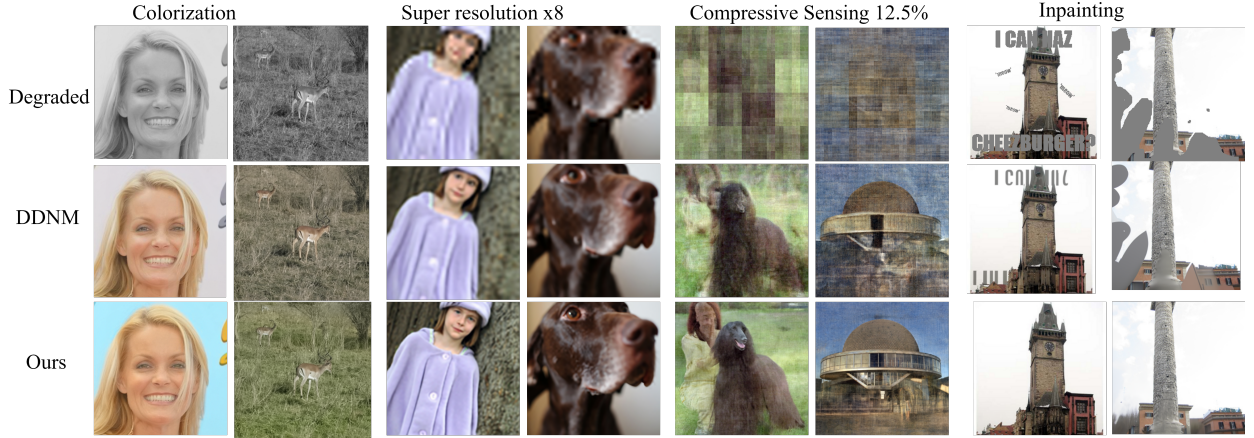 Colorization
Super resolution x8
Compressive Sensing 12.5%
Inpainting
Degraded
I CAN HAZ
CHEEZBURGER?
DDNM
Ours